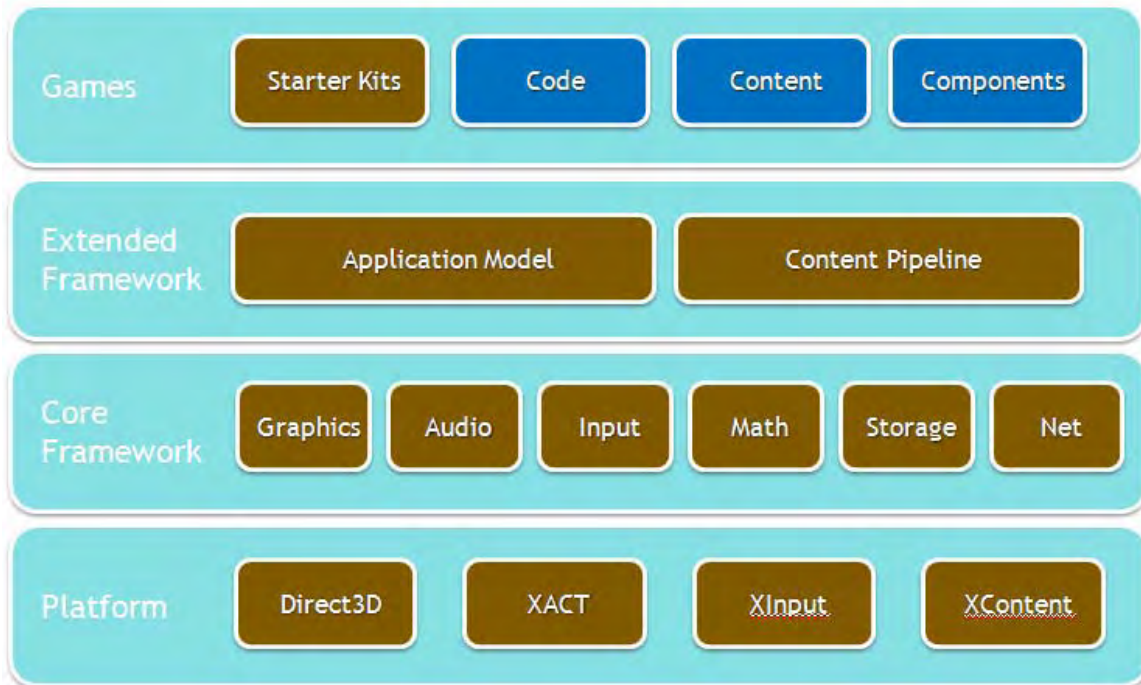 Games
Starter Kits
Code
Content
Components
Extended
Framework
Application Model
Content Pipeline
Core
Framework
Graphics
Audio
Input
Math
Storage
Net
Platform
Direct3D
XACT
XInput
XContent